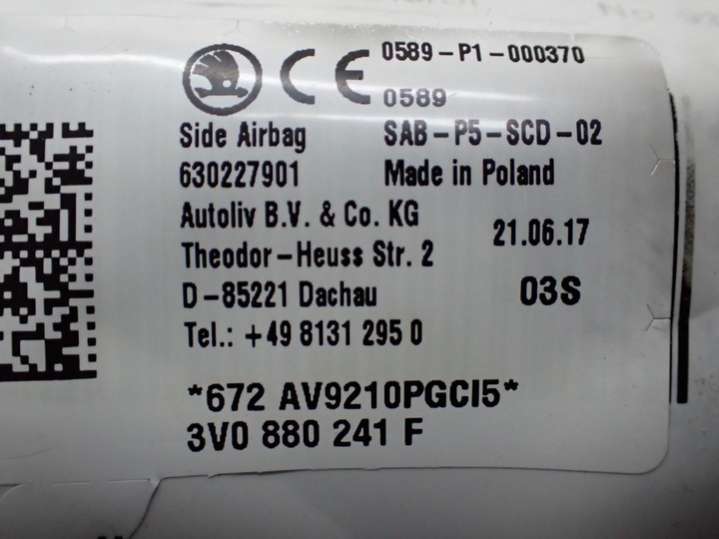 CE 0589-P1-000370
0589
Side Airbag SAB-P5-SCD-02
630227901 Made in Poland
Autoliv B.V. & Co. KG
21.06.17
Theodor-Heuss Str. 2
D-85221 Dachau 03S
Tel.: +49 8131 295 0
*672 AV9210PGCI5*
3V0 880 241 F